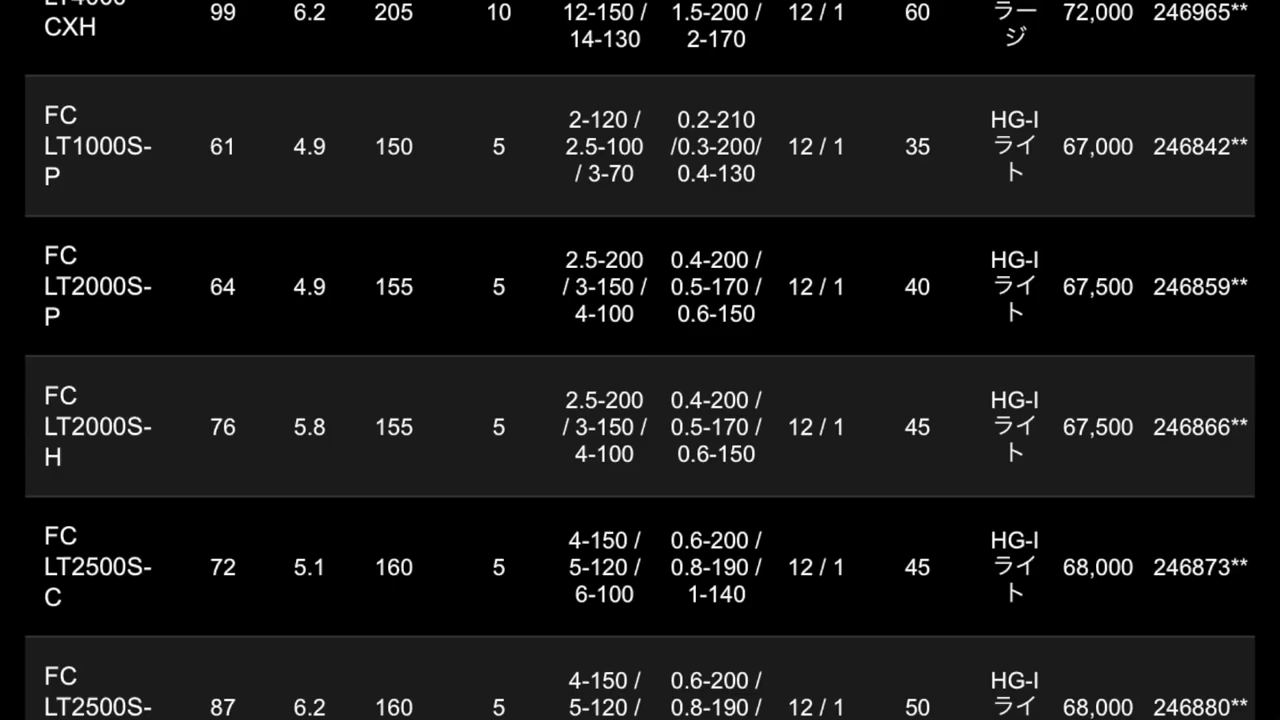 CXH 99 6.2 205 10 12-150 / 1.5-200 / 12 / 1 60 ラー 72,000 246965**
14-130 2-170 ジ
FC
LT1000S-
P
61 4.9 150 5
2-120 /
2.5-100
/ 3-70
0.2-210
/0.3-200/
0.4-130
12 / 1 35
HG-I
ライ
ト
67,000 246842**
FC
LT2000S-
P
64 4.9 155 5
2.5-200
/ 3-150 /
4-100
0.4-200 /
0.5-170 /
0.6-150
12 / 1 40
HG-I
ライ
ト
67,500 246859**
FC
LT2000S-
H
76 5.8 155 5
2.5-200
/ 3-150 /
4-100
0.4-200 /
0.5-170 /
0.6-150
12 / 1 45
HG-I
ライ
ト
67,500 246866**
FC
LT2500S-
C
72 5.1 160 5
4-150 /
5-120 /
6-100
0.6-200 /
0.8-190 /
1-140
12 / 1 45
HG-I
ライ
ト
68,000 246873**
FC
LT2500S-
87 6.2 160 5
4-150 /
5-120 /
0.6-200 /
0.8-190 /
12 / 1 50
HG-I
ライ
68,000 246880**